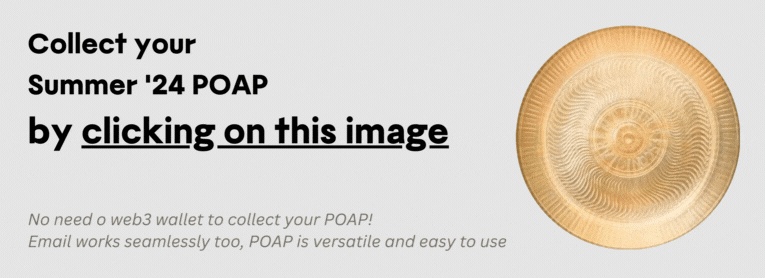 Collect your
Summer '24 POAP
by clicking on this image
No need o web3 wallet to collect your POAP!
Email works seamlessly too, POAP is versatile and easy to use